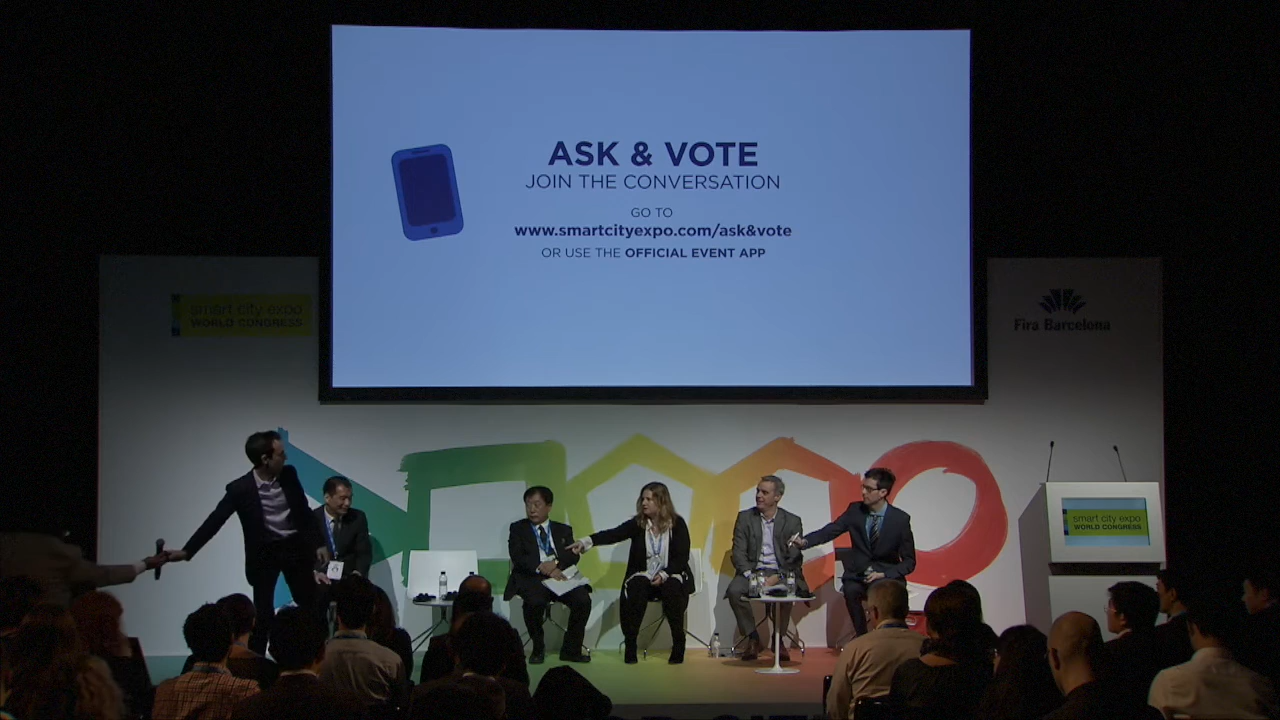 ASK & VOTE
JOIN THE CONVERSATION
GO TO
www.smartcityexpo.com/ask&vote
OR USE THE OFFICIAL EVENT APP
smart city expo
WORLD CONGRESS
Fira Barcelona
smart city expo
WORLD CONGRESS